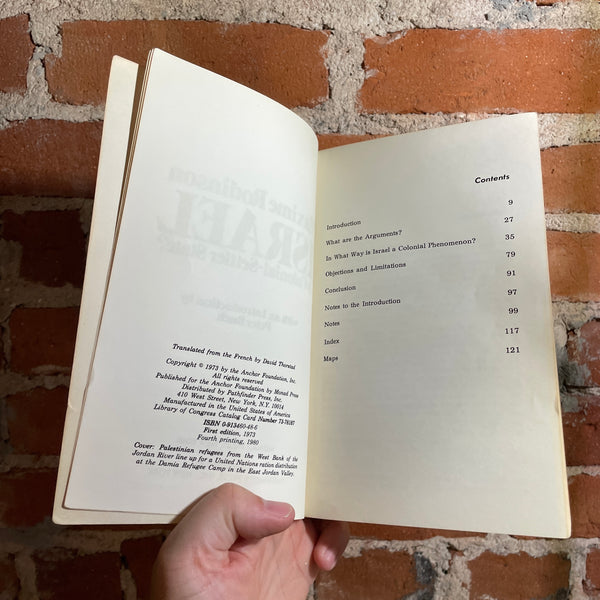 Translated from the French by David Thorstad
Copyright © 1973 by the Anchor Foundation, Inc.
All rights reserved
Published for the Anchor Foundation by Monad Press
Distributed by Pathfinder Press, Inc.
410 West Street, New York, N.Y. 10014
Manufactured in the United States of America
Library of Congress Catalog Card Number 73-78187
ISBN 0-913460-48-6
First edition, 1973
Fourth printing, 1980
Cover: Palestinian refugees from the West Bank of the
Jordan River line up for a United Nations ration distribution
at the Damia Refugee Camp in the East Jordan Valley.
Contents
Introduction 9
What are the Arguments? 27
In What Way is Israel a Colonial Phenomenon? 35
Objections and Limitations 79
Conclusion 91
Notes to the Introduction 97
Notes 99
Index 117
Maps 121